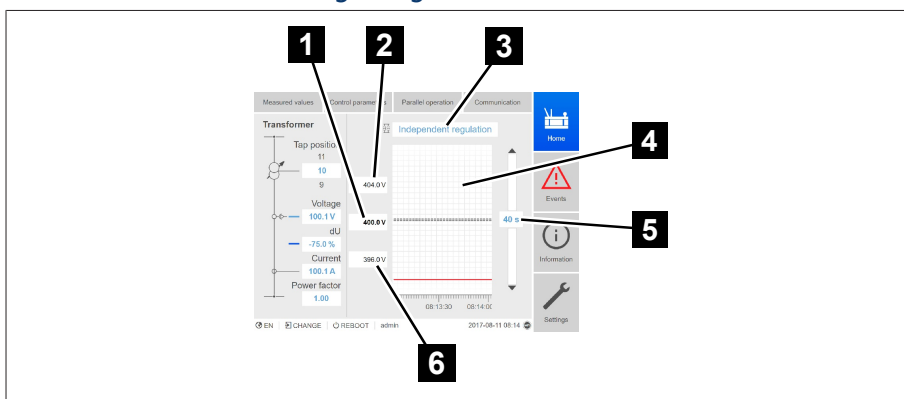 1
2
3
Measured values
Control parameters
Parallel operation
Communication
Transformer
Independent regulation
Home
4
Tap position
11
10
9
404.0 V
Events
Voltage
100.1 V
400.0 V
40 s
5
dU
-75.0 %
Current
396.0 V
Information
100.1 A
Power factor
1.00
08:13:30
08:14:00
Settings
EN
CHANGE
REBOOT
admin
2017-08-11 08:14
6